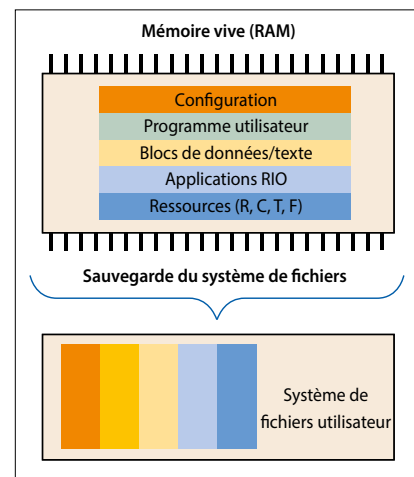 Mémoire vive (RAM)
Configuration
Programme utilisateur
Blocs de données/texte
Applications RIO
Ressources (R, C, T, F)
Sauvegarde du système de fichiers
Système de
fichiers utilisateur